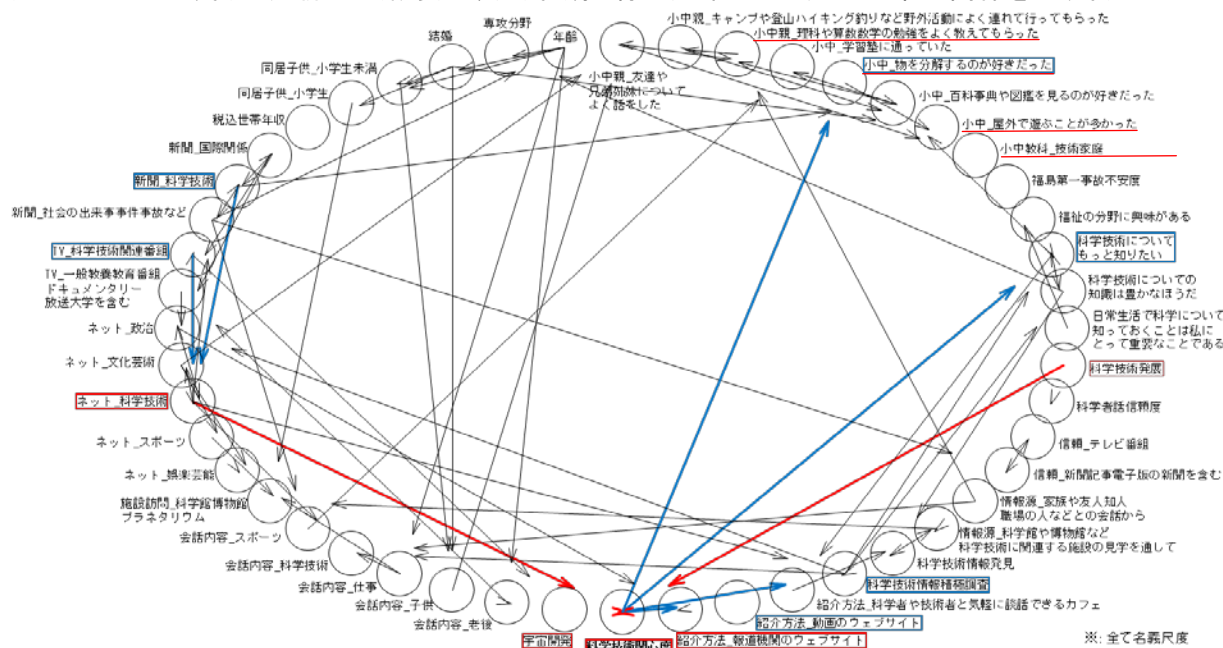 小中親_キャンプや登山ハイキング釣りなど野外活動によく連れて行ってもらった
小中親_理科や算数数学の勉強をよく教えてもらった
小中_学習塾に通っていた
小中_物を分解するのが好きだった
小中_百科事典や図鑑を見るのが好きだった
小中_屋外で遊ぶことが多かった
小中教科_技術家庭
福島第一事故不安度
福祉の分野に興味がある
科学技術について
もっと知りたい
科学技術についての
知識は豊かなほうだ
日常生活で科学について
知っておくことは私に
とって重要なことである
科学技術発展
科学者話信頼度
信頼_テレビ番組
信頼_新聞記事電子版の新聞を含む
情報源_家族や友人知人
職場の人などとの会話から
情報源_科学館や博物館など
科学技術に関連する施設の見学を通して
科学技術情報発見
科学技術情報積極調査
紹介方法_科学者や技術者と気軽に談話できるカフェ
紹介方法_動画のウェブサイト
紹介方法_報道機関のウェブサイト
科学技術関心度
宇宙開発
会話内容_老後
会話内容_子供
会話内容_仕事
会話内容_科学技術
会話内容_スポーツ
施設訪問_科学館博物館
プラネタリウム
ネット_娯楽芸能
ネット_スポーツ
ネット_科学技術
ネット_文化芸術
ネット_政治
TV_一般教養教育番組
ドキュメンタリー
放送大学を含む
TV_科学技術関連番組
新聞_社会の出来事事件事故など
新聞_科学技術
新聞_国際関係
税込世帯年収
同居子供_小学生
同居子供_小学生未満
結婚
専攻分野
年齢
小中親_友達や
兄弟姉妹について
よく話をした
※: 全て名義尺度